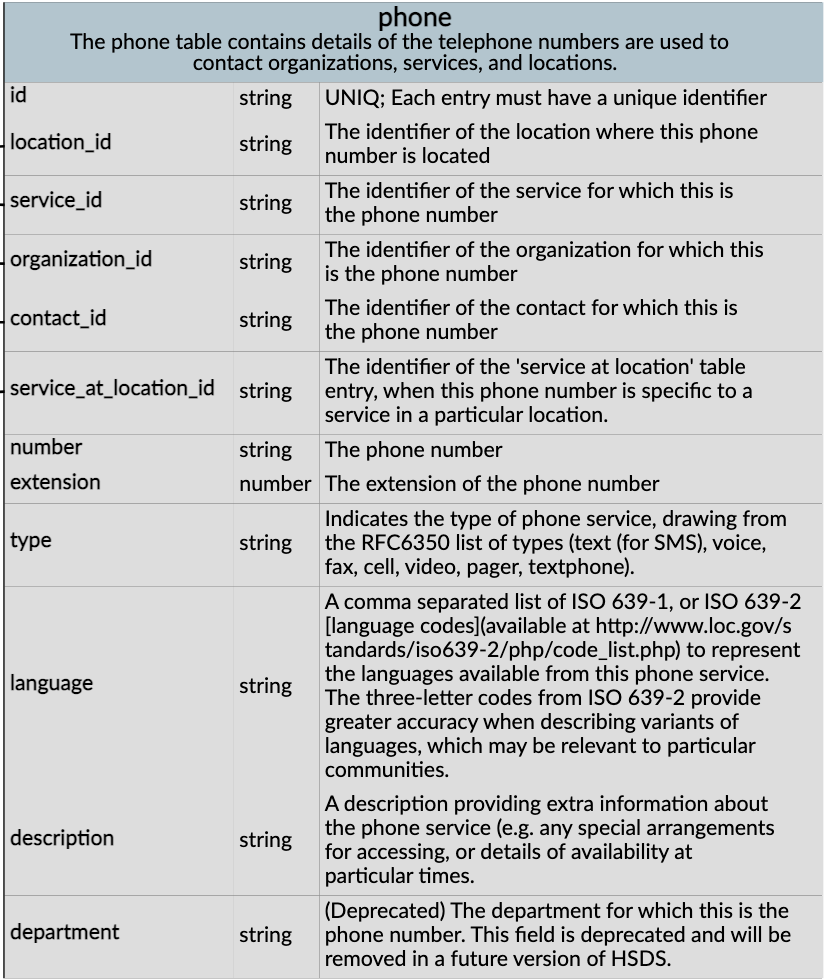 phone
The phone table contains details of the telephone numbers are used to
contact organizations, services, and locations.
id string UNIQ; Each entry must have a unique identifier
location_id string The identifier of the location where this phone
number is located
service_id string The identifier of the service for which this is
the phone number
organization_id string The identifier of the organization for which this
is the phone number
contact_id string The identifier of the contact for which this is
the phone number
service_at_location_id string The identifier of the 'service at location' table
entry, when this phone number is specific to a
service in a particular location.
number string The phone number
extension number The extension of the phone number
type string Indicates the type of phone service, drawing from
the RFC6350 list of types (text (for SMS), voice,
fax, cell, video, pager, textphone).
language string A comma separated list of ISO 639-1, or ISO 639-2
[language codes](available at http://www.loc.gov/s
tandards/iso639-2/php/code_list.php) to represent
the languages available from this phone service.
The three-letter codes from ISO 639-2 provide
greater accuracy when describing variants of
languages, which may be relevant to particular
communities.
description string A description providing extra information about
the phone service (e.g. any special arrangements
for accessing, or details of availability at
particular times.
department string (Deprecated) The department for which this is the
phone number. This field is deprecated and will be
removed in a future version of HSDS.